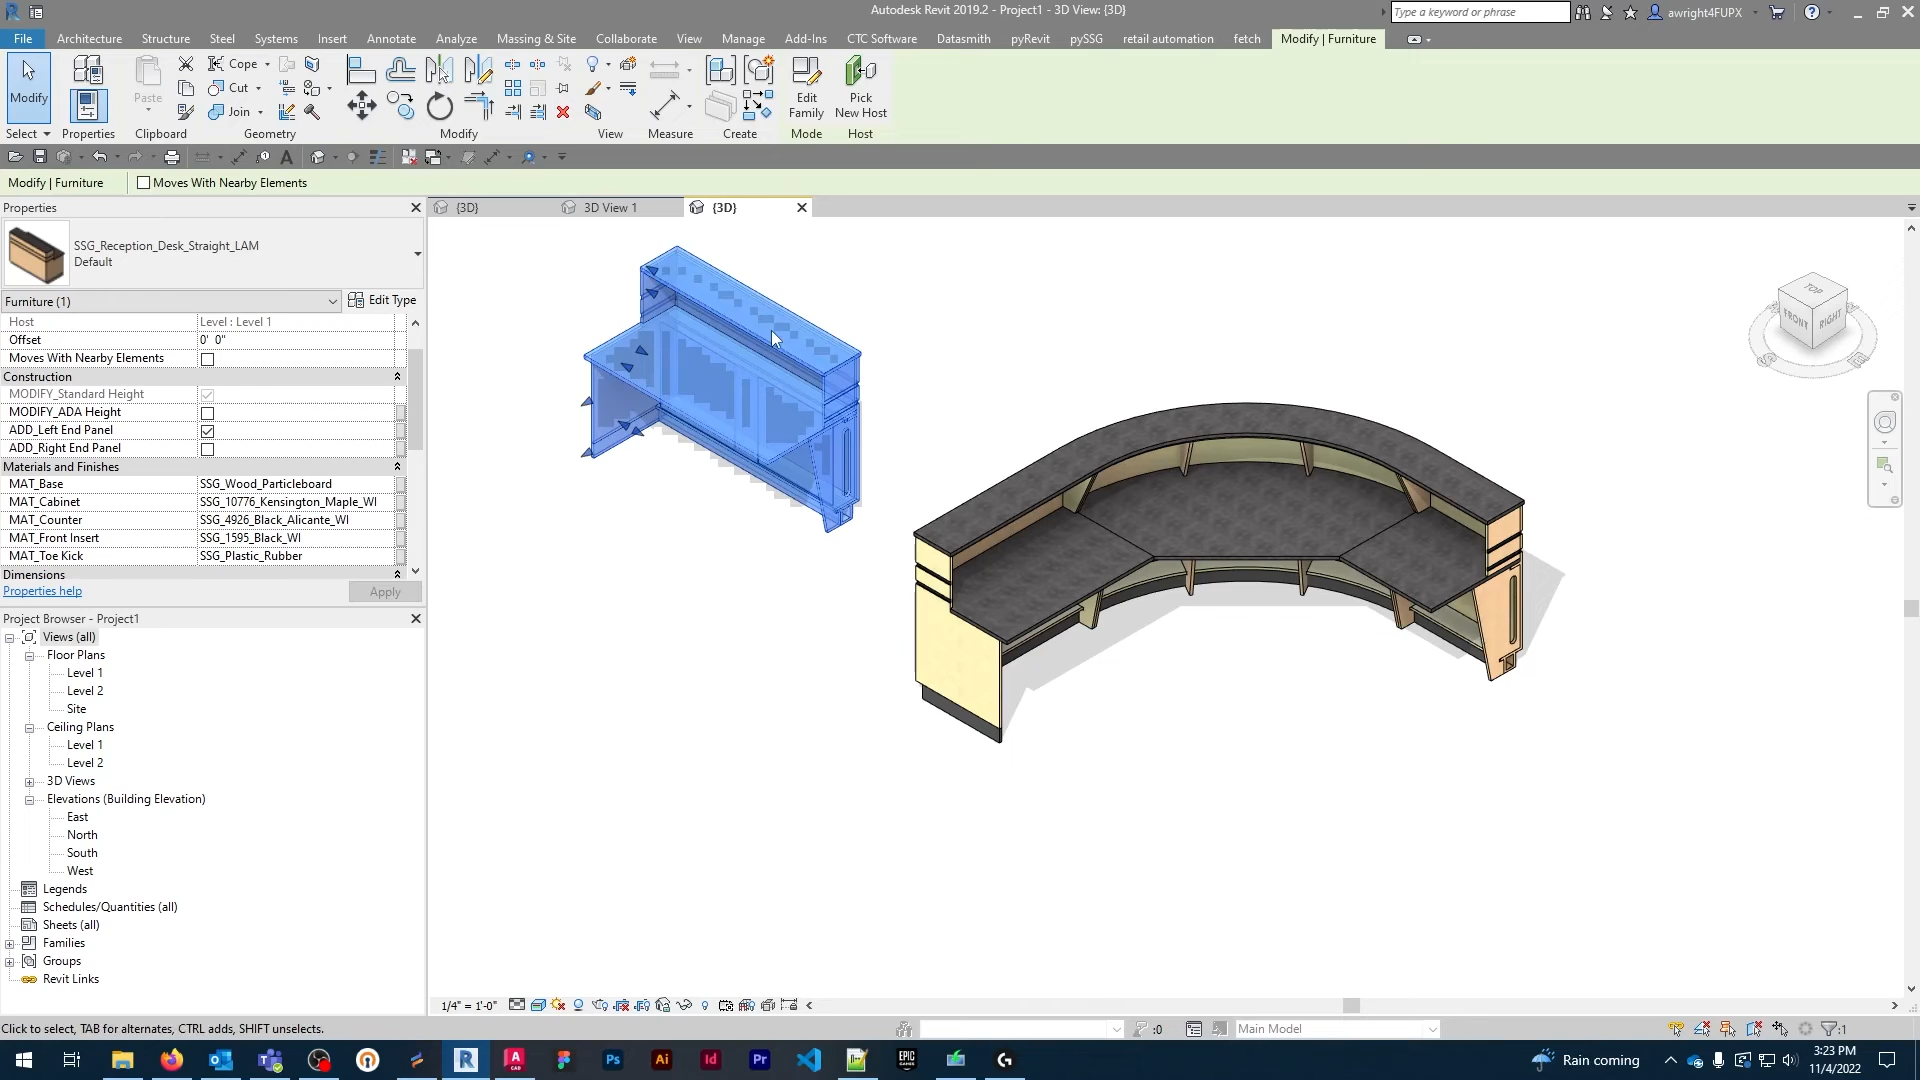 Autodesk Revit 2019.2 - Project1 - 3D View: {3D}
Type a keyword or phrase
awright4FUPX
File Architecture Structure Steel Systems Insert Annotate Analyze Massing & Site Collaborate View Manage Add-Ins CTC Software Datasmith pyRevit pySSG retail automation fetch Modify | Furniture
Modify
Paste
Cope
Cut
Join
Edit Family
Pick New Host
Select Properties Clipboard Geometry Modify View Measure Create Mode Host
Modify | Furniture
Moves With Nearby Elements
Properties
{3D}
3D View 1
{3D}
SSG_Reception_Desk_Straight_LAM
Default
Furniture (1)
Edit Type
Host Level : Level 1
Offset 0' 0"
Moves With Nearby Elements
Construction
MODIFY_Standard Height
MODIFY_ADA Height
ADD_Left End Panel
ADD_Right End Panel
Materials and Finishes
MAT_Base SSG_Wood_Particleboard
MAT_Cabinet SSG_10776_Kensington_Maple_WI
MAT_Counter SSG_4926_Black_Alicante_WI
MAT_Front Insert SSG_1595_Black_WI
MAT_Toe Kick SSG_Plastic_Rubber
Dimensions
Properties help
Apply
Project Browser - Project1
Views (all)
Floor Plans
Level 1
Level 2
Site
Ceiling Plans
Level 1
Level 2
3D Views
Elevations (Building Elevation)
East
North
South
West
Legends
Schedules/Quantities (all)
Sheets (all)
Families
Groups
Revit Links
TOP
FRONT
RIGHT
1/4" = 1'-0"
Click to select, TAB for alternates, CTRL adds, SHIFT unselects.
:0
Main Model
:1
Rain coming
3:23 PM
11/4/2022